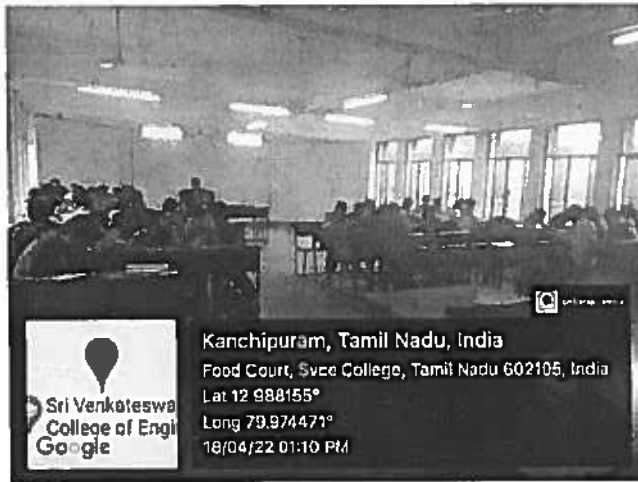 Kanchipuram, Tamil Nadu, India
Food Court, Svce College, Tamil Nadu 602105, India
Lat 12.988155°
Long 79.974471°
18/04/22 01:10 PM
Sri Venkateswa
College of Engi
Google